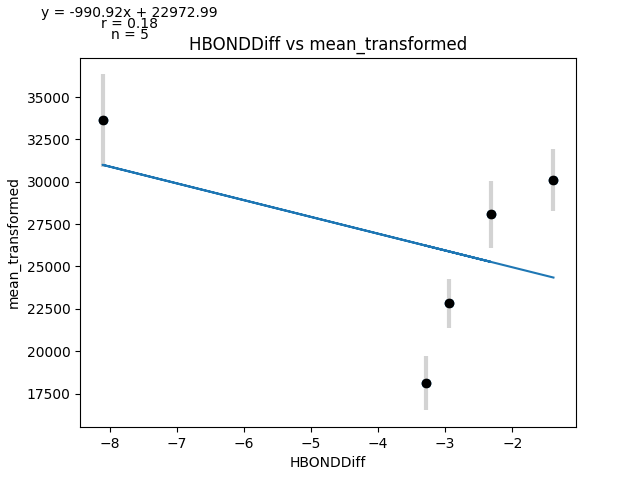 y = -990.92x + 22972.99
r = 0.18
n = 5
HBONDDiff vs mean_transformed
mean_transformed
35000
32500
30000
27500
25000
22500
20000
17500
−8
−7
−6
−5
−4
−3
−2
HBONDDiff